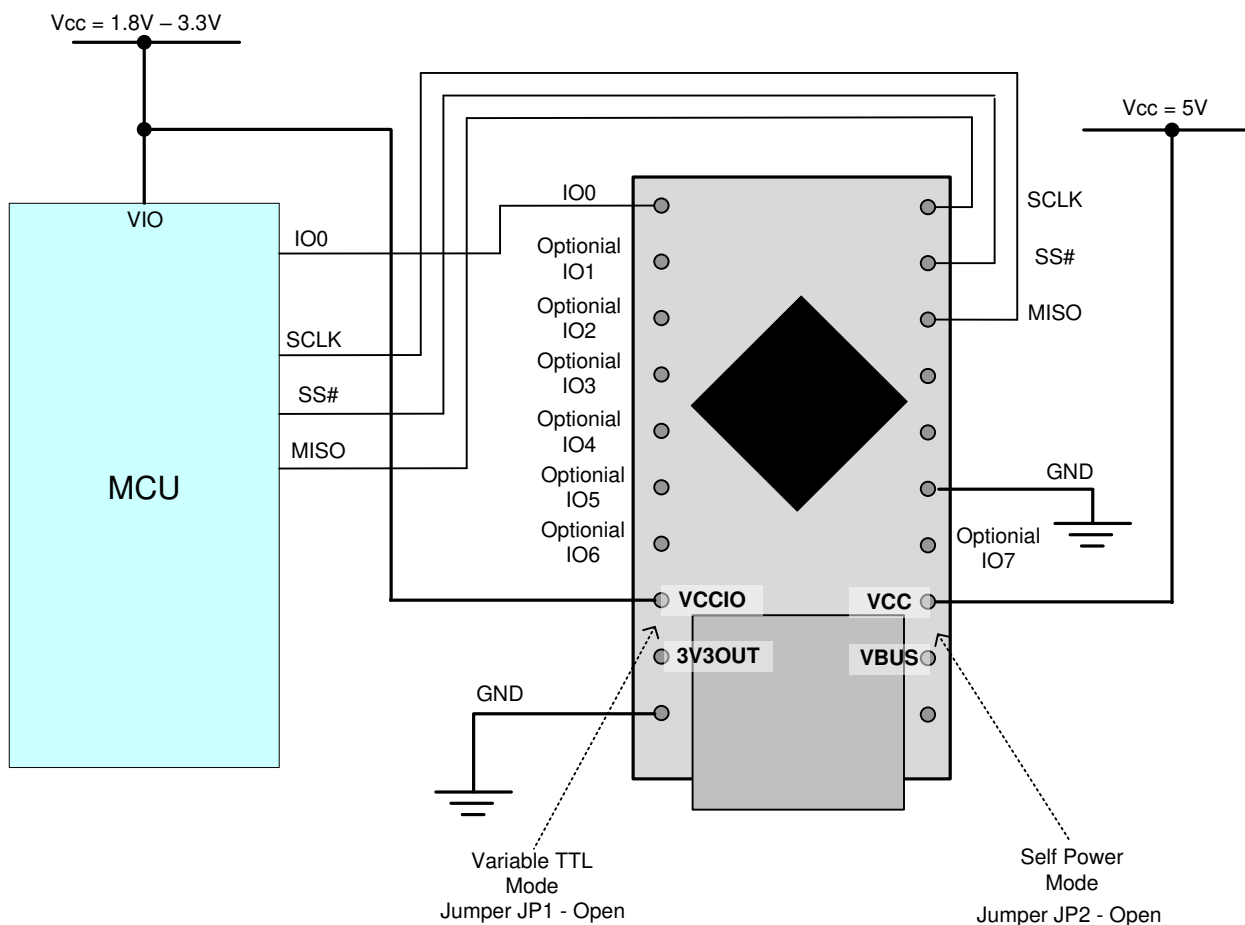 Vcc = 1.8V – 3.3V
Vcc = 5V
VIO
IO0
SCLK
SS#
MISO
MCU
IO0
Optionial
IO1
Optionial
IO2
Optional
IO3
Optionial
IO4
Optionial
IO5
Optionial
IO6
VCCIO
3V3OUT
GND
SCLK
SS#
MISO
GND
Optionial
IO7
VCC
VBUS
Variable TTL
Mode
Jumper JP1 - Open
Self Power
Mode
Jumper JP2 - Open